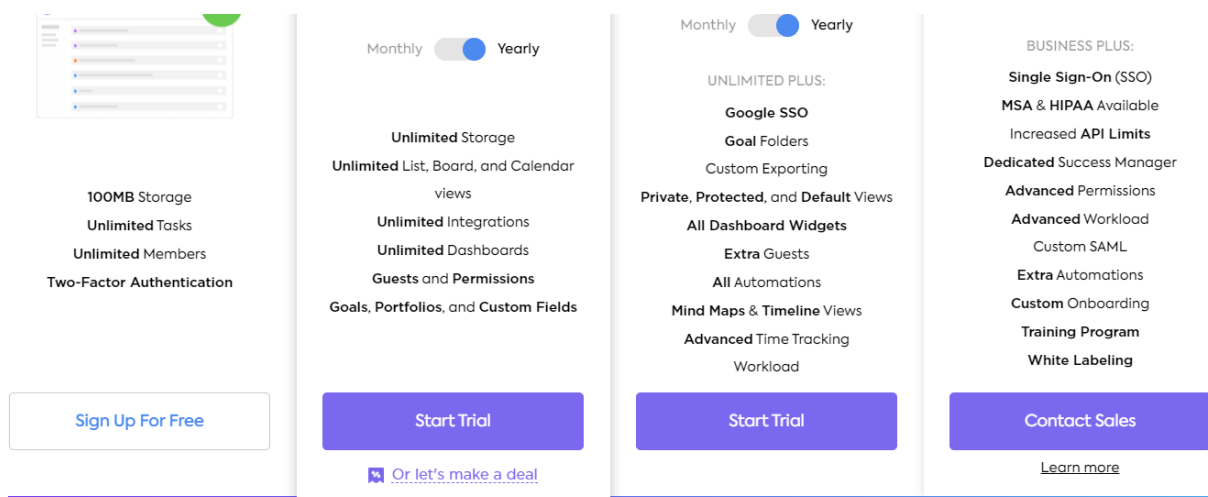 100MB Storage
Unlimited Tasks
Unlimited Members
Two-Factor Authentication
Sign Up For Free
Monthly Yearly
Unlimited Storage
Unlimited List, Board, and Calendar
views
Unlimited Integrations
Unlimited Dashboards
Guests and Permissions
Goals, Portfolios, and Custom Fields
Start Trial
Or let's make a deal
Monthly Yearly
UNLIMITED PLUS:
Google SSO
Goal Folders
Custom Exporting
Private, Protected, and Default Views
All Dashboard Widgets
Extra Guests
All Automations
Mind Maps & Timeline Views
Advanced Time Tracking
Workload
Start Trial
BUSINESS PLUS:
Single Sign-On (SSO)
MSA & HIPAA Available
Increased API Limits
Dedicated Success Manager
Advanced Permissions
Advanced Workload
Custom SAML
Extra Automations
Custom Onboarding
Training Program
White Labeling
Contact Sales
Learn more